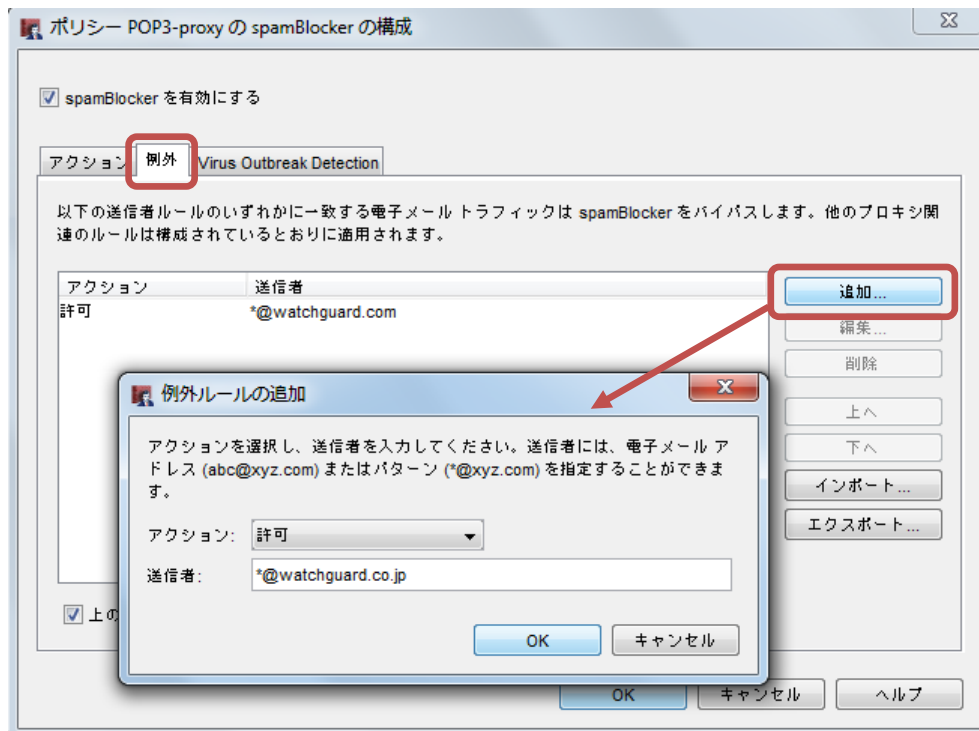 ポリシー POP3-proxy の spamBlocker の構成
spamBlocker を有効にする
アクション
例外
Virus Outbreak Detection
以下の送信者ルールのいずれかに一致する電子メール トラフィックは spamBlocker をバイパスします。他のプロキシ関
連のルールは構成されているとおりに適用されます。
アクション 送信者
許可 *@watchguard.com
追加...
編集...
削除
上へ
下へ
インポート...
エクスポート...
例外ルールの追加
アクションを選択し、送信者を入力してください。送信者には、電子メール ア
ドレス (abc@xyz.com) またはパターン (*@xyz.com) を指定することができま
す。
アクション: 許可
送信者: *@watchguard.co.jp
OK キャンセル
上の
OK キャンセル ヘルプ